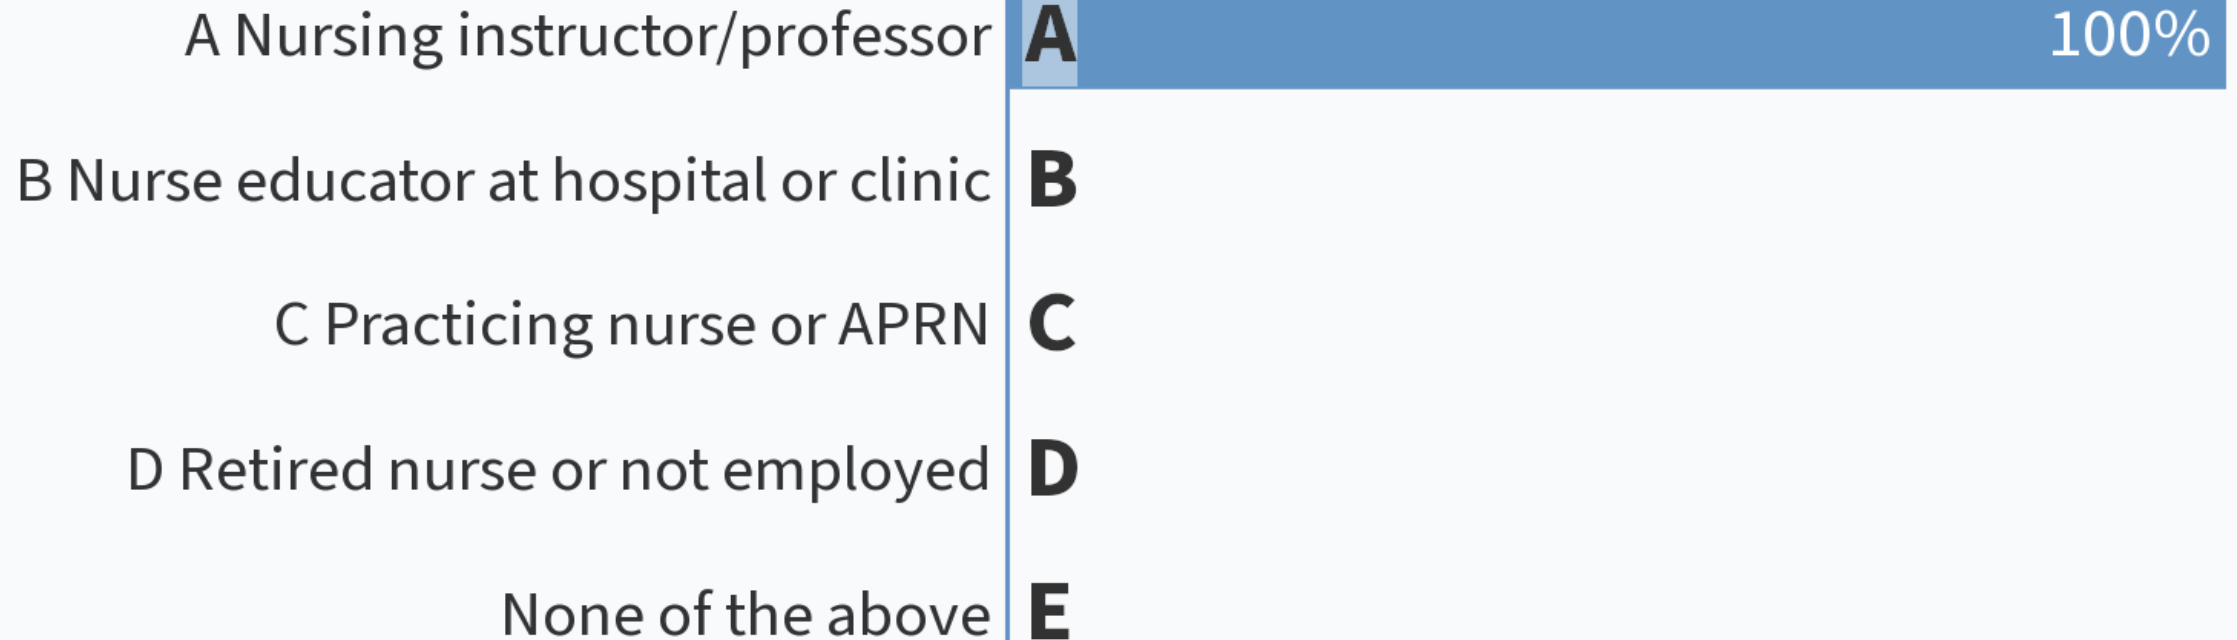 A Nursing instructor/professor A 100%
B Nurse educator at hospital or clinic B
C Practicing nurse or APRN C
D Retired nurse or not employed D
None of the above E